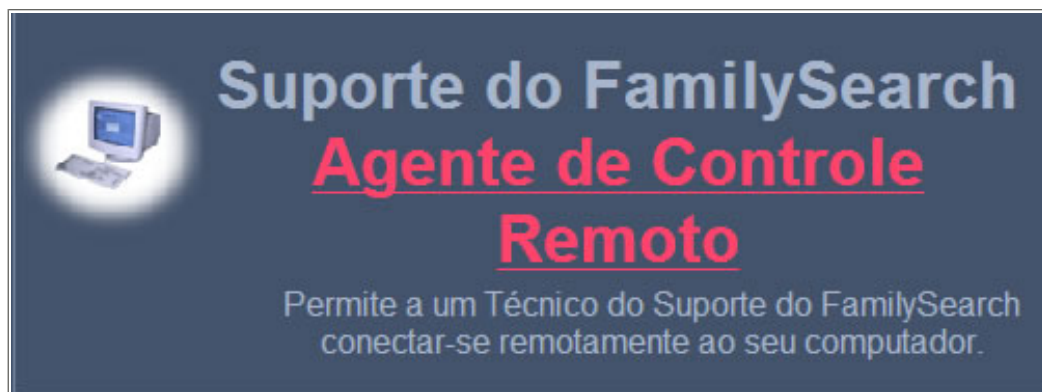 Suporte do FamilySearch
Agente de Controle
Remoto
Permite a um Técnico do Suporte do FamilySearch
conectar-se remotamente ao seu computador.